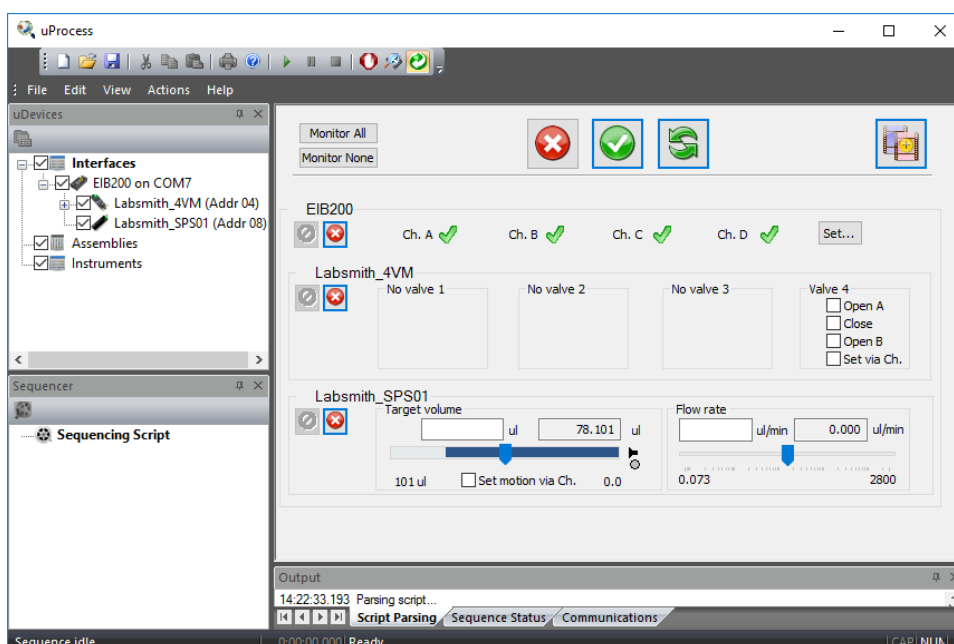 uProcess
File Edit View Actions Help
uDevices
Interfaces
EIB200 on COM7
Labsmith_4VM (Addr 04)
Labsmith_SPS01 (Addr 08)
Assemblies
Instruments
Sequencer
Sequencing Script
Monitor All
Monitor None
EIB200
Ch. A Ch. B Ch. C Ch. D Set...
Labsmith_4VM
No valve 1 No valve 2 No valve 3 Valve 4
Open A
Close
Open B
Set via Ch.
Labsmith_SPS01
Target volume Flow rate
ul 78.101 ul ul/min 0.000 ul/min
101 ul Set motion via Ch. 0.0 0.073 2800
Output
14:22:33.193 Parsing script...
Script Parsing Sequence Status Communications
Sequence idle 0:00:00.000 Ready CAP NUM